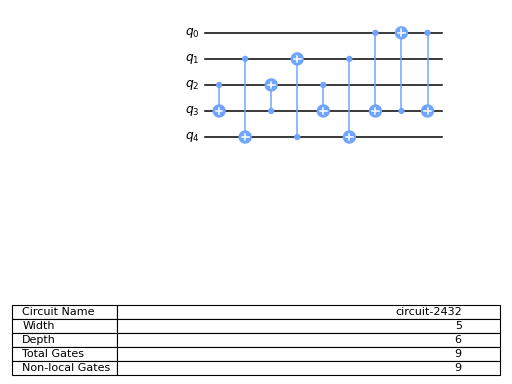 q0
q1
q2
q3
q4
Circuit Name circuit-2432
Width 5
Depth 6
Total Gates 9
Non-local Gates 9